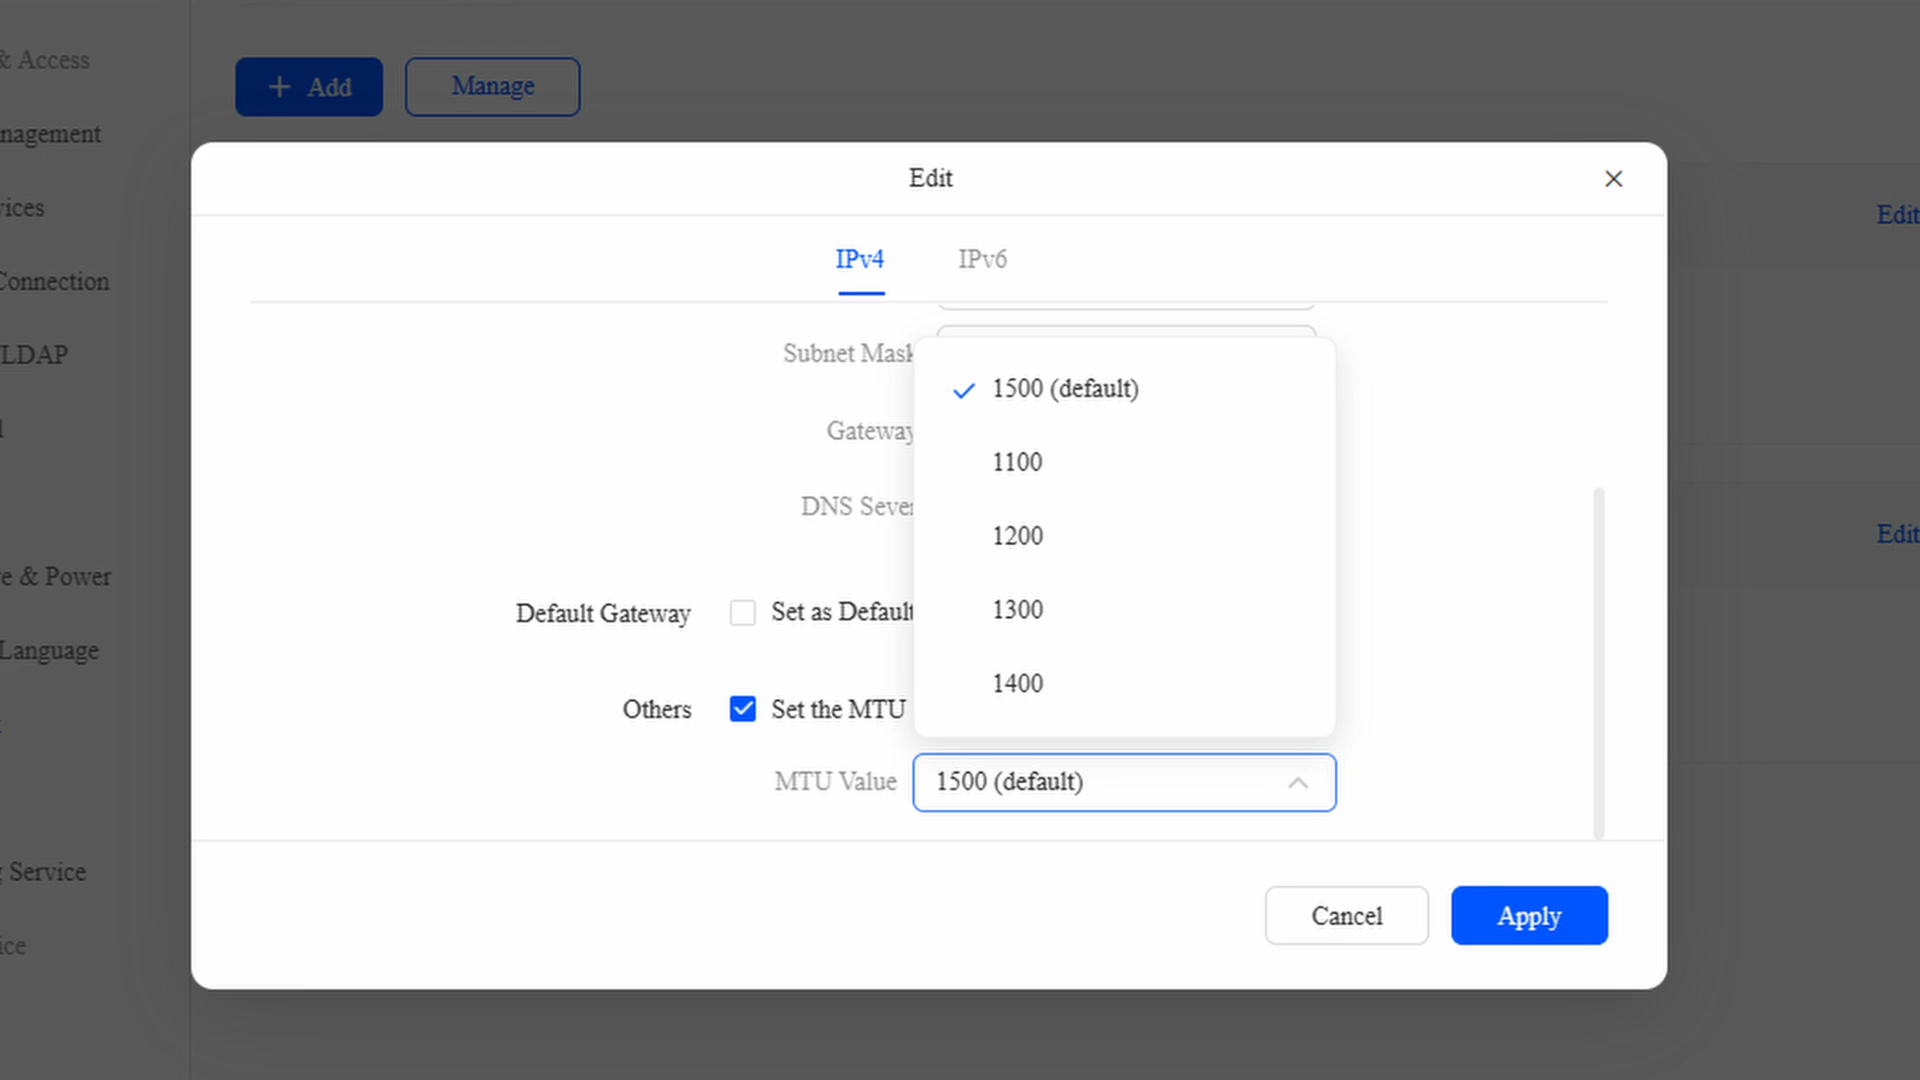 & Access
+ Add
Manage
nagement
Edit
vices
Edit
IPv4
IPv6
Connection
Subnet Mask
LDAP
1500 (default)
Gateway
1100
DNS Sever
1200
Edit
e & Power
Default Gateway
Set as Default
1300
Language
Others
Set the MTU
1400
MTU Value
1500 (default)
Service
Cancel
Apply
ice